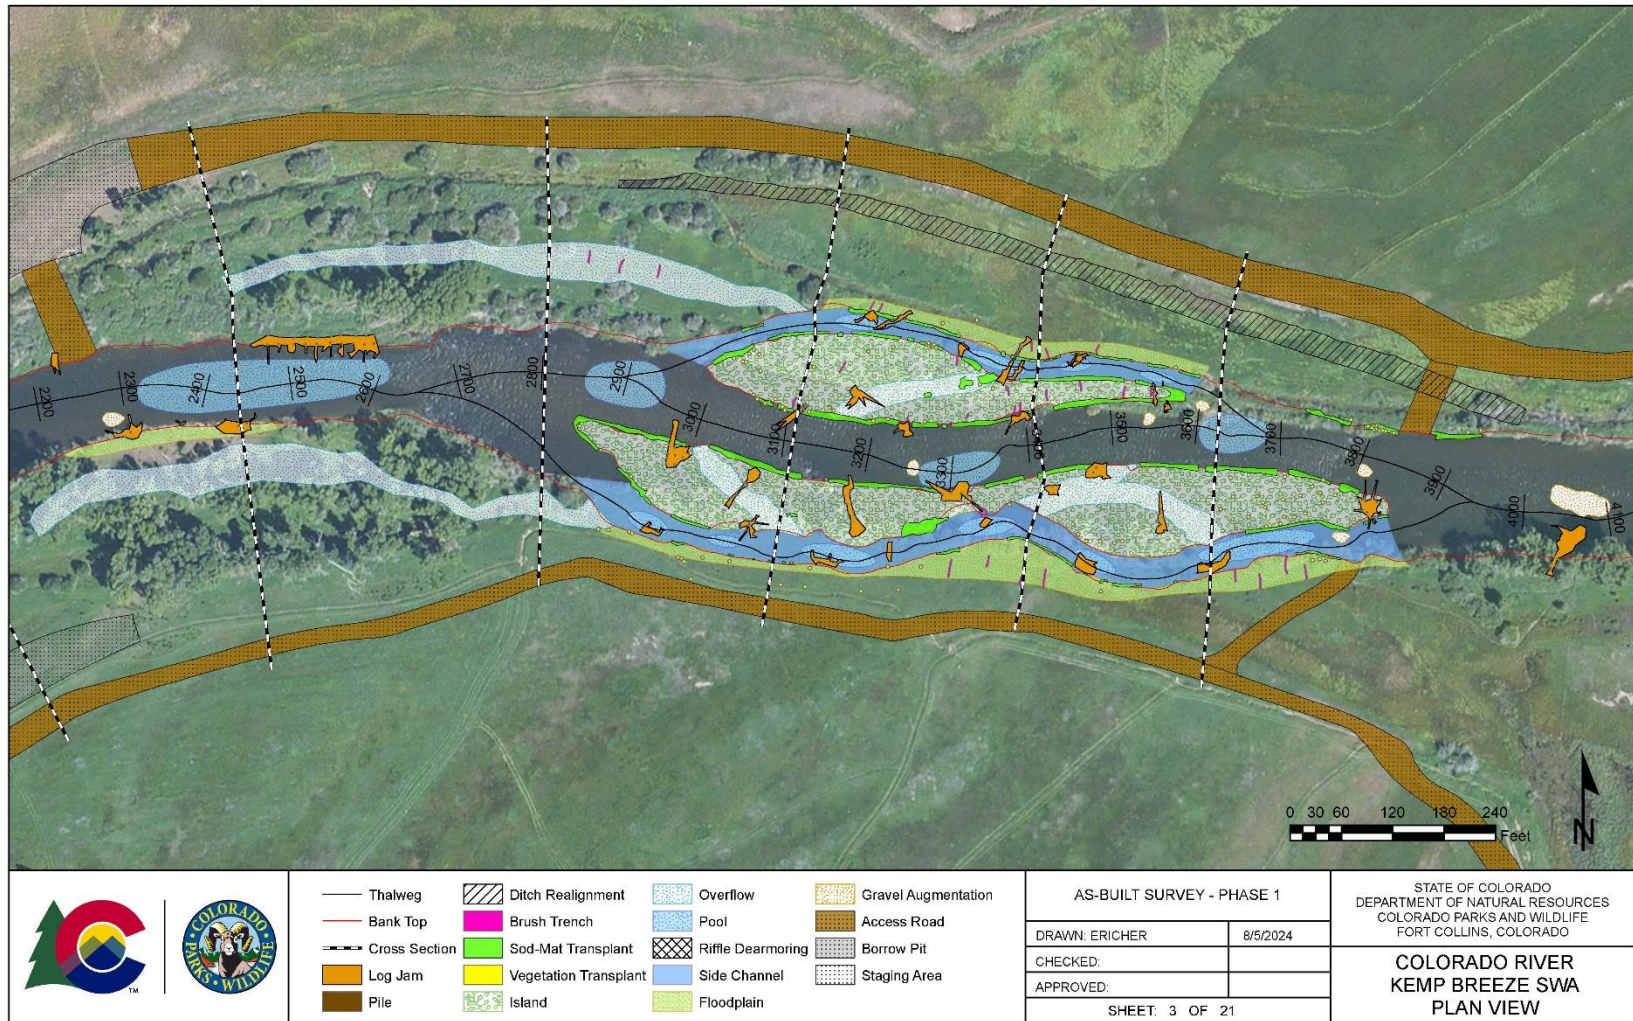 2200
2300
2400
2500
2600
2700
2800
2900
3000
3100
3200
3300
3500
3600
3700
3800
3900
4000
4100
0 30 60 120 180 240
Feet
N
COLORADO
PARKS & WILDLIFE
TM
Thalweg
Bank Top
Cross Section
Log Jam
Pile
Ditch Realignment
Brush Trench
Sod-Mat Transplant
Vegetation Transplant
Island
Overflow
Pool
Riffle Dearmoring
Side Channel
Floodplain
Gravel Augmentation
Access Road
Borrow Pit
Staging Area
AS-BUILT SURVEY - PHASE 1
DRAWN: ERICHER 8/5/2024
CHECKED:
APPROVED:
SHEET: 3 OF 21
STATE OF COLORADO
DEPARTMENT OF NATURAL RESOURCES
COLORADO PARKS AND WILDLIFE
FORT COLLINS, COLORADO
COLORADO RIVER
KEMP BREEZE SWA
PLAN VIEW